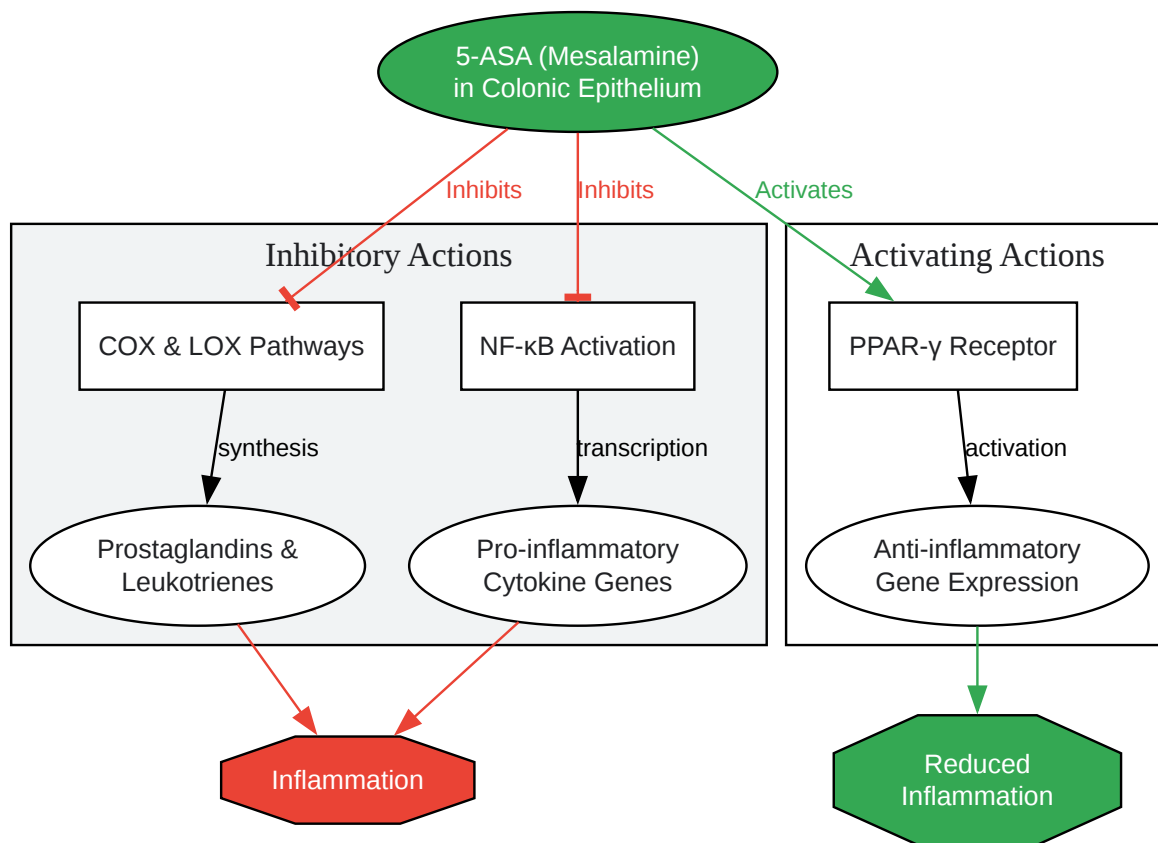 5-ASA (Mesalamine)
in Colonic Epithelium
Inhibits
Inhibits
Activates
Inhibitory Actions
Activating Actions
COX & LOX Pathways
NF-κB Activation
PPAR-γ Receptor
synthesis
transcription
activation
Prostaglandins &
Leukotrienes
Pro-inflammatory
Cytokine Genes
Anti-inflammatory
Gene Expression
Inflammation
Reduced
Inflammation